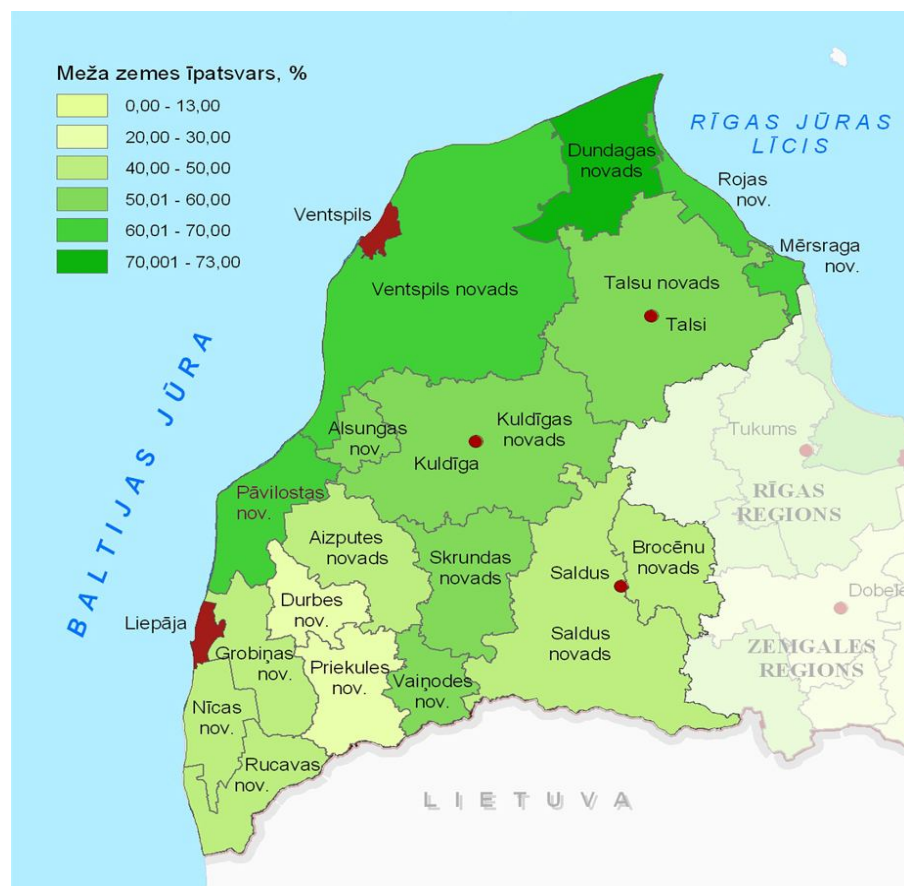 Meža zemes īpatsvars, %
0,00 - 13,00
20,00 - 30,00
40,00 - 50,00
50,01 - 60,00
60,01 - 70,00
70,001 - 73,00
RĪGAS JŪRAS
LĪCIS
Dundagas
novads
Rojas
nov.
Ventspils
Mērsraga
nov.
Ventspils novads
Talsu novads
Talsi
BALTIJAS JŪRA
Alsungas
nov.
Kuldīgas
novads
Kuldīga
Tukums
RĪGAS
REGIONS
Pāvilostas
nov.
Aizputes
novads
Skrundas
novads
Brocēnu
novads
Saldus
Durbes
nov.
Dobele
Liepāja
Saldus
novads
ZEMGALES
REGIONS
Grobiņas
nov.
Priekules
nov.
Vaiņodes
nov.
Nīcas
nov.
Rucavas
nov.
LIETUVA